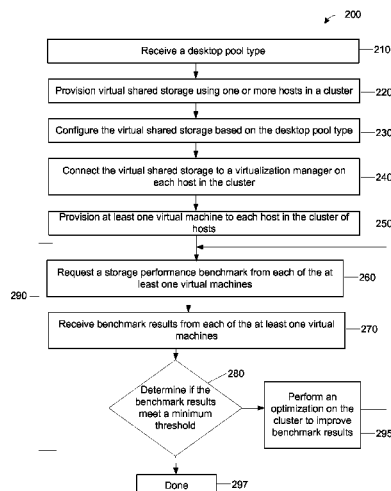 200
Receive a desktop pool type
210
Provision virtual shared storage using one or more hosts in a cluster
220
Configure the virtual shared storage based on the desktop pool type
230
Connect the virtual shared storage to a virtualization manager on
each host in the cluster
240
Provision at least one virtual machine to each host in the cluster of
hosts
250
Request a storage performance benchmark from each of the at
least one virtual machines
260
290
Receive benchmark results from each of the at least one virtual
machines
270
280
Determine if the
benchmark results
meet a minimum
threshold
Perform an
optimization on the
cluster to improve
benchmark results
295
Done
297